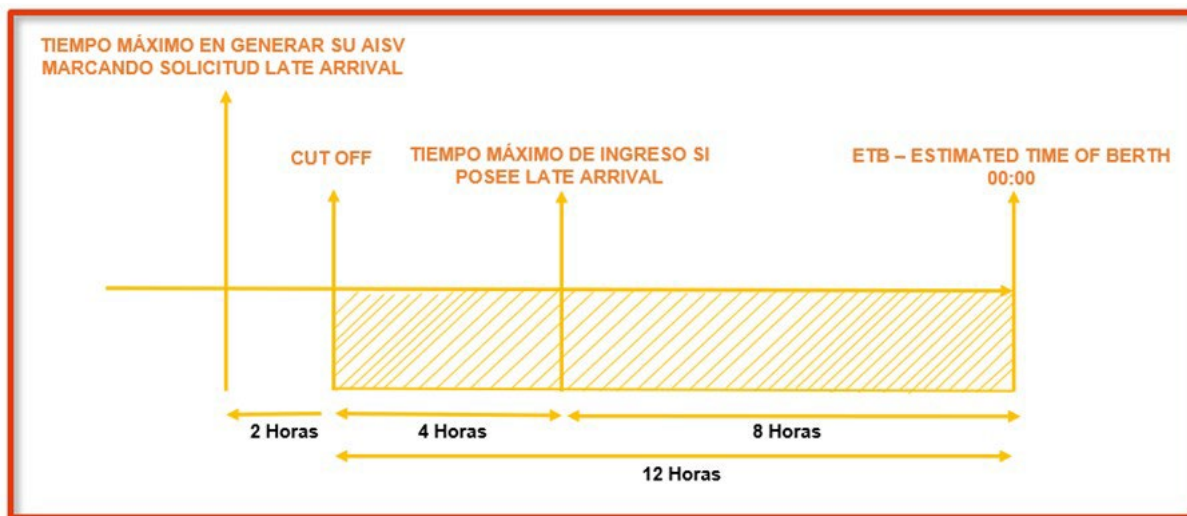 TIEMPO MÁXIMO EN GENERAR SU AISV
MARCANDO SOLICITUD LATE ARRIVAL
CUT OFF
TIEMPO MÁXIMO DE INGRESO SI
POSEE LATE ARRIVAL
ETB – ESTIMATED TIME OF BERTH
00:00
2 Horas
4 Horas
8 Horas
12 Horas